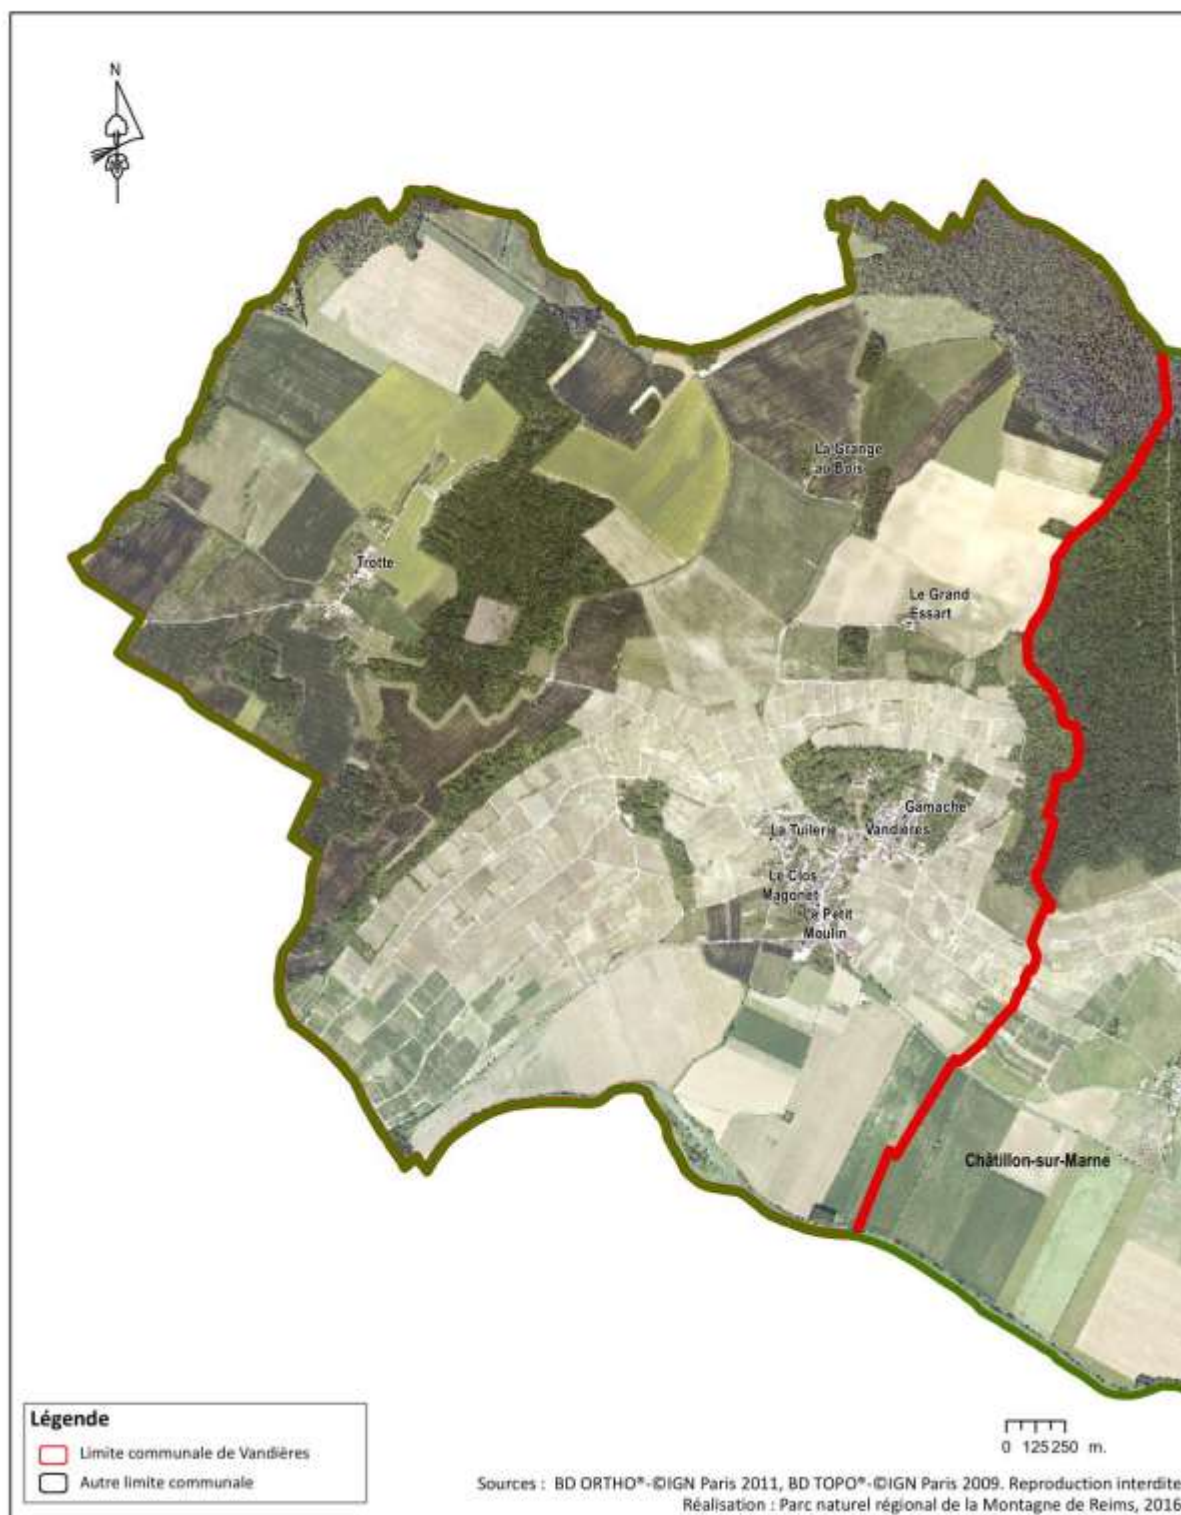 N
La Grange
au Bois
Trotte
Le Grand
Essart
Gamache
La Tuilerie
Vandières
Le Clos
Magonet
Le Petit
Moulin
Châtillon-sur-Marne
Légende
Limite communale de Vandières
Autre limite communale
0 125250 m.
Sources : BD ORTHO®-©IGN Paris 2011, BD TOPO®-©IGN Paris 2009. Reproduction interdite
Réalisation : Parc naturel régional de la Montagne de Reims, 2016